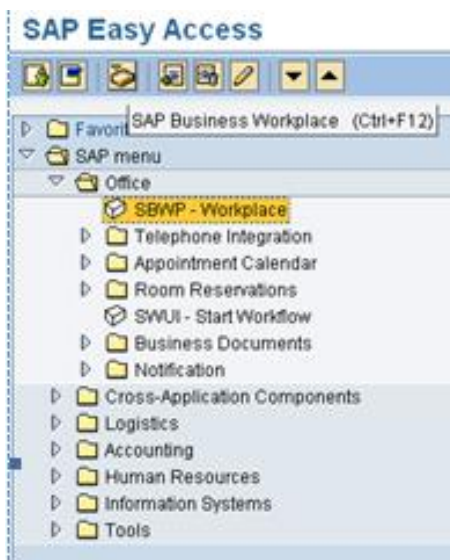 SAP Easy Access
SAP Business Workplace (Ctrl+F12)
Favorit
SAP menu
Office
SBWP - Workplace
Telephone Integration
Appointment Calendar
Room Reservations
SWUI - Start Workflow
Business Documents
Notification
Cross-Application Components
Logistics
Accounting
Human Resources
Information Systems
Tools